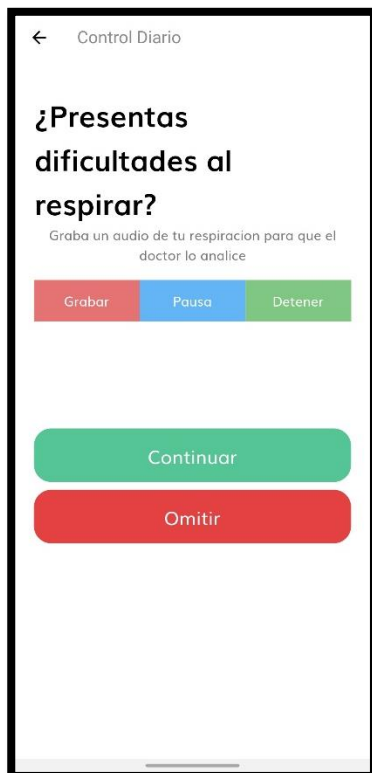 Control Diario
¿Presentas
dificultades al
respirar?
Graba un audio de tu respiracion para que el
doctor lo analice
Grabar Pausa Detener
Continuar
Omitir